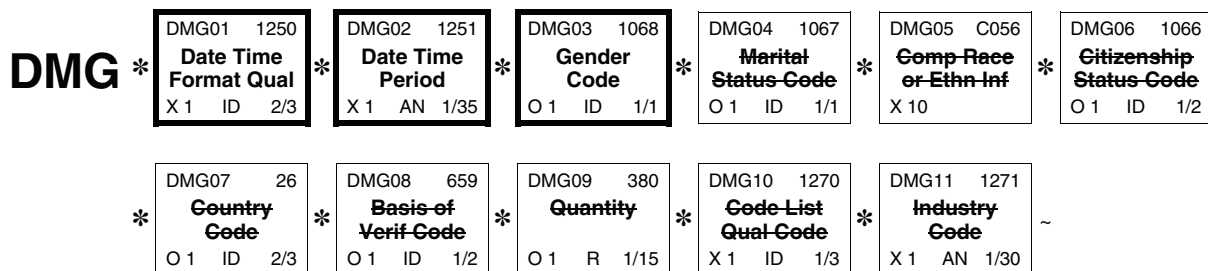 DMG01 1250 DMG02 1251 DMG03 1068 DMG04 1067 DMG05 C056 DMG06 1066
DMG * Date Time * Date Time * Gender * Marital * Comp Race * Citizenship
Format Qual Period Code Status Code or Ethn Inf Status Code
X 1 ID 2/3 X 1 AN 1/35 O 1 ID 1/1 O 1 ID 1/1 X 10 O 1 ID 1/2
DMG07 26 DMG08 659 DMG09 380 DMG10 1270 DMG11 1271
* Country * Basis of * Quantity * Code List * Industry ~
Code Verif Code Qual Code Code
O 1 ID 2/3 O 1 ID 1/2 O 1 R 1/15 X 1 ID 1/3 X 1 AN 1/30